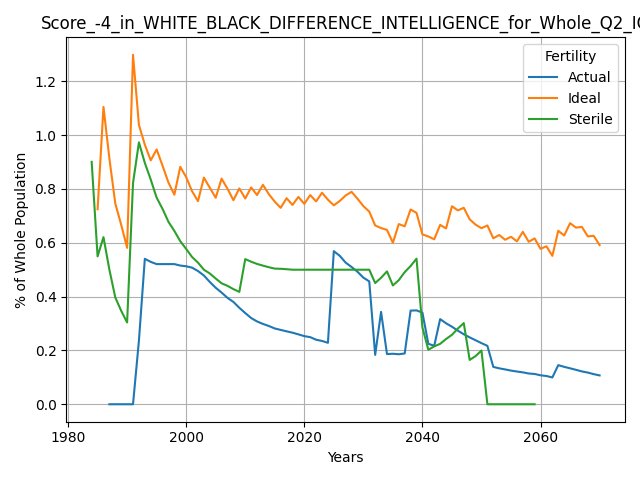 Score_-4_in_WHITE_BLACK_DIFFERENCE_INTELLIGENCE_for_Whole_Q2_IQ
Fertility
Actual
Ideal
Sterile
% of Whole Population
1.2
1.0
0.8
0.6
0.4
0.2
0.0
1980
2000
2020
2040
2060
Years